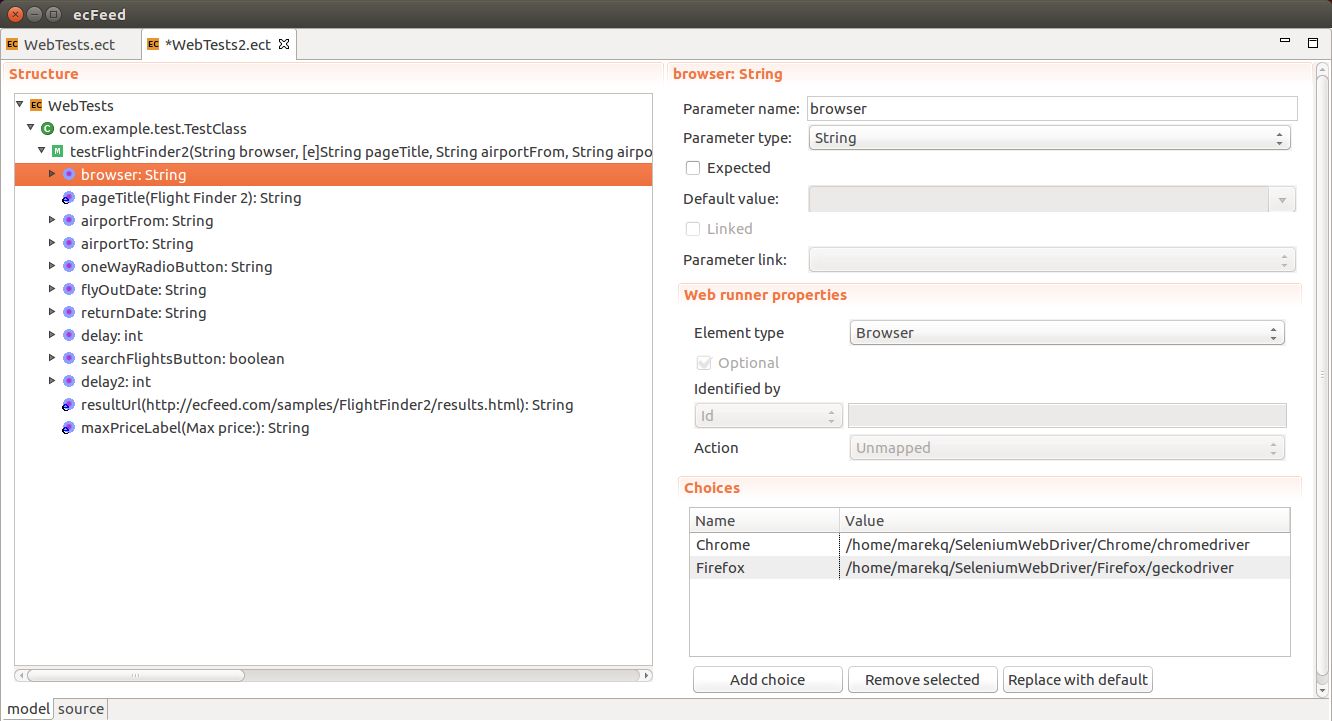 ecFeed
EC WebTests.ect
EC *WebTests2.ect
Structure
EC WebTests
C com.example.test.TestClass
M testFlightFinder2(String browser, [e]String pageTitle, String airportFrom, String airpo
browser: String
e pageTitle(Flight Finder 2): String
airportFrom: String
airportTo: String
oneWayRadioButton: String
flyOutDate: String
returnDate: String
delay: int
searchFlightsButton: boolean
delay2: int
e resultUrl(http://ecfeed.com/samples/FlightFinder2/results.html): String
e maxPriceLabel(Max price:): String
browser: String
Parameter name: browser
Parameter type: String
Expected
Default value:
Linked
Parameter link:
Web runner properties
Element type Browser
Optional
Identified by
Id
Action Unmapped
Choices
Name Value
Chrome /home/marekq/SeleniumWebDriver/Chrome/chromedriver
Firefox /home/marekq/SeleniumWebDriver/Firefox/geckodriver
Add choice Remove selected Replace with default
model source